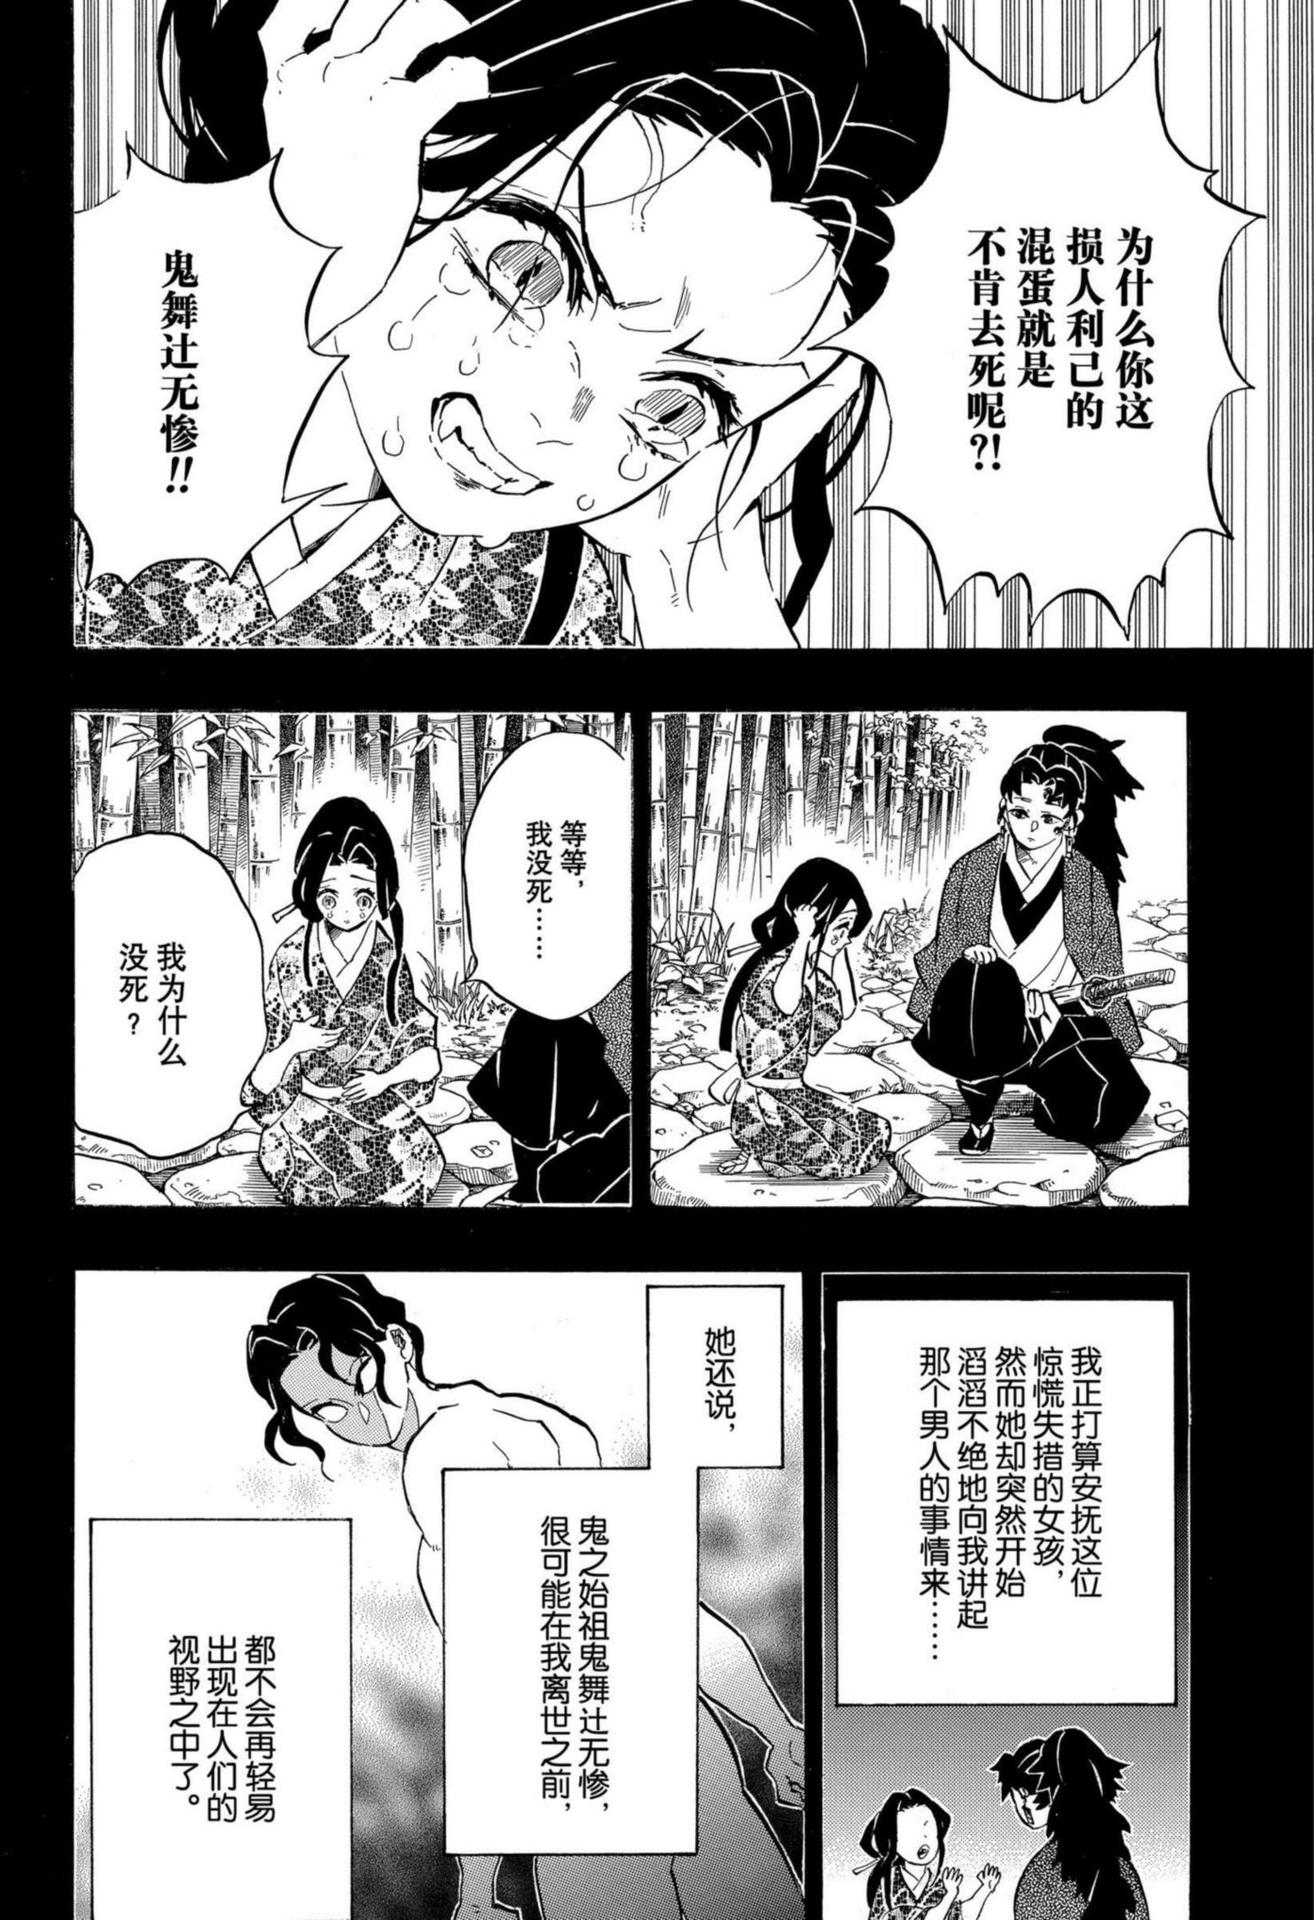 为什么你这
损人利己的
混蛋就是
不肯去死呢?!
鬼舞辻无惨!!
等等,
我没死……
我为什么
没死?
我正打算安抚这位
惊慌失措的女孩,
然而她却突然开始
滔滔不绝地向我讲起
那个男人的事情来……
她还说,
鬼之始祖鬼舞辻无惨,
很可能在我离世之前,
都不会再轻易
出现在人们的
视野之中了。